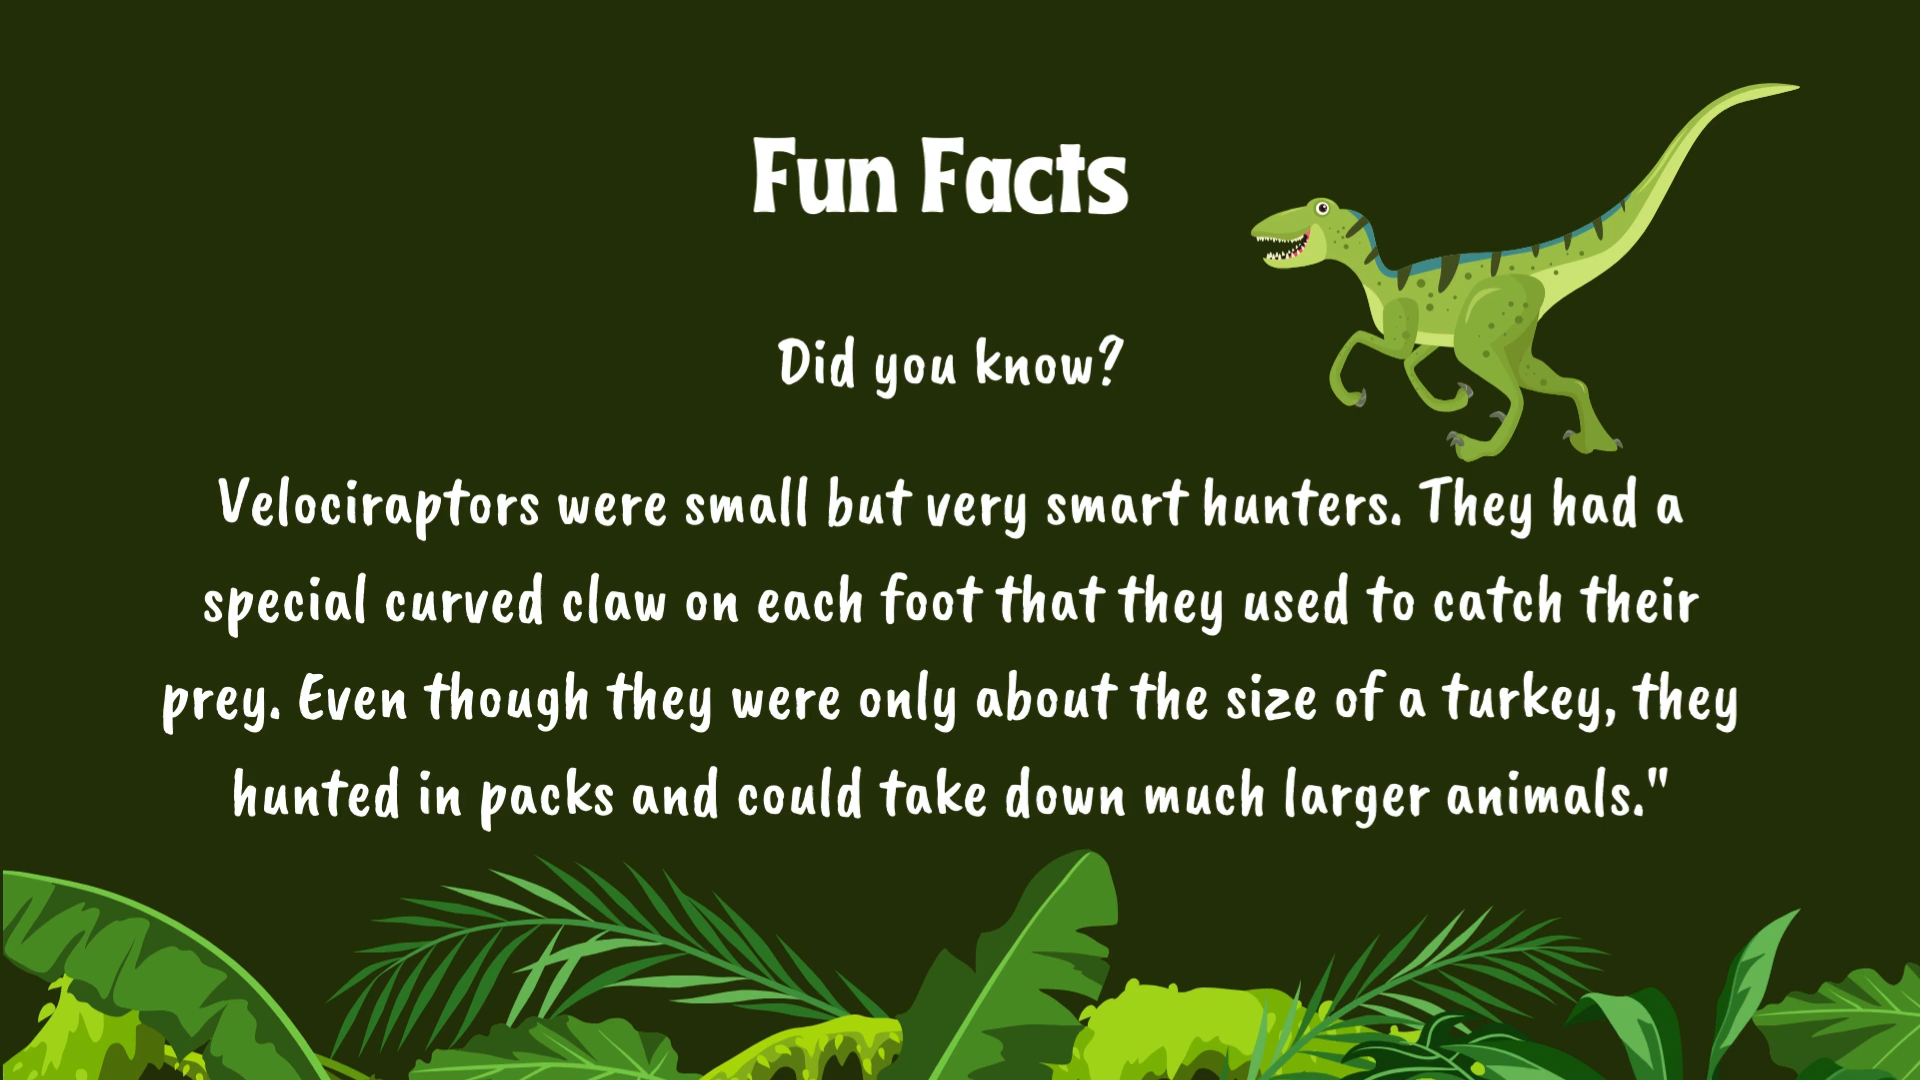 Fun Facts
Did you know?
Velociraptors were small but very smart hunters. They had a
special curved claw on each foot that they used to catch their
prey. Even though they were only about the size of a turkey, they
hunted in packs and could take down much larger animals."